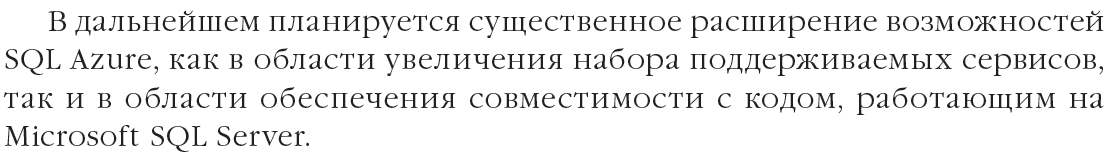 В дальнейшем планируется существенное расширение возможностей
SQL Azure, как в области увеличения набора поддерживаемых сервисов,
так и в области обеспечения совместимости с кодом, работающим на
Microsoft SQL Server.